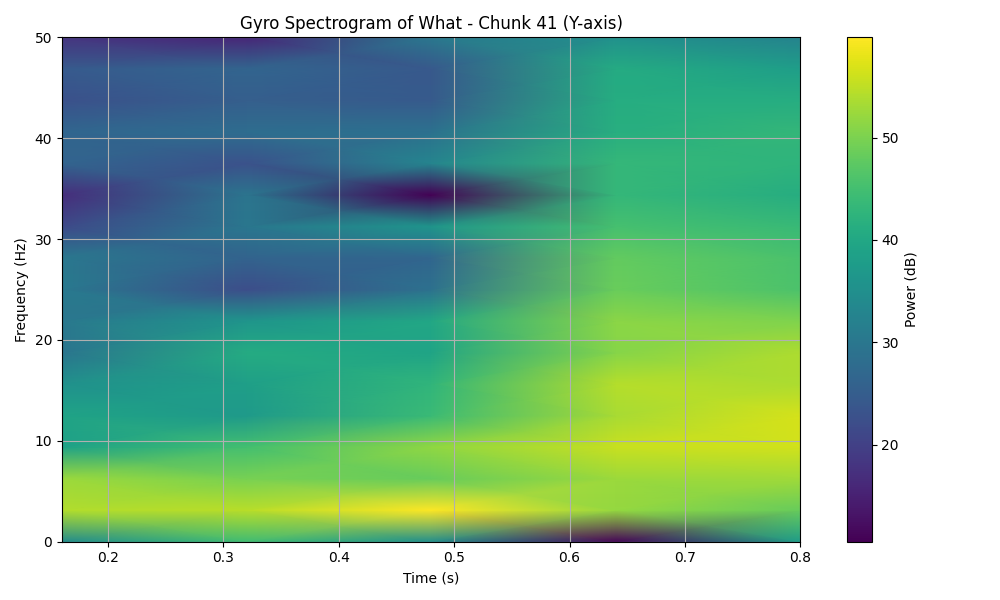 Gyro Spectrogram of What - Chunk 41 (Y-axis)
50
40
30
20
10
0
Frequency (Hz)
0.2 0.3 0.4 0.5 0.6 0.7 0.8
Time (s)
50
40
30
20
Power (dB)